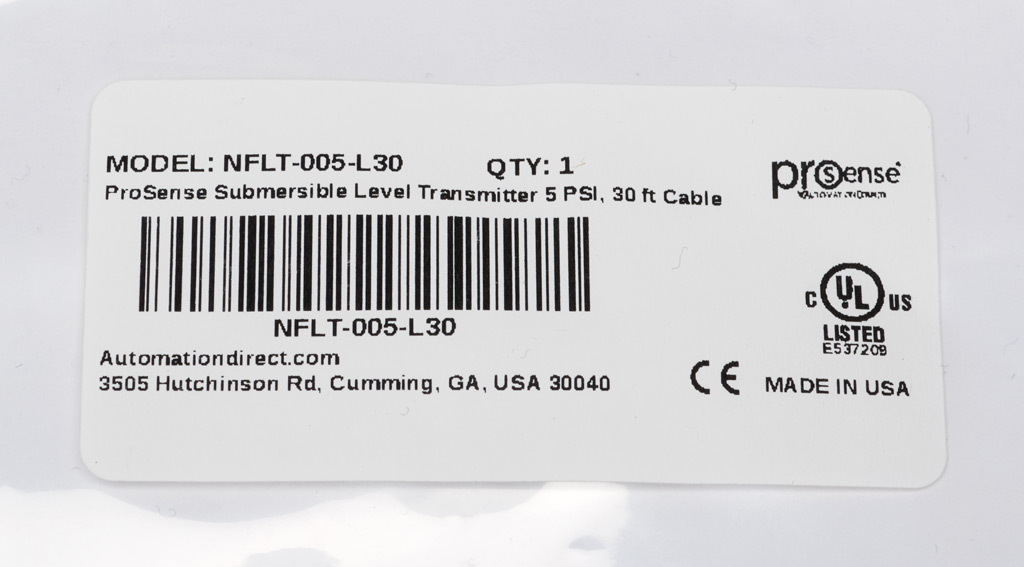 MODEL: NFLT-005-L30 QTY: 1
ProSense Submersible Level Transmitter 5 PSI, 30 ft Cable
NFLT-005-L30
Automationdirect.com
3505 Hutchinson Rd, Cumming, GA, USA 30040
prosense
C UL US
LISTED
E537209
CE MADE IN USA